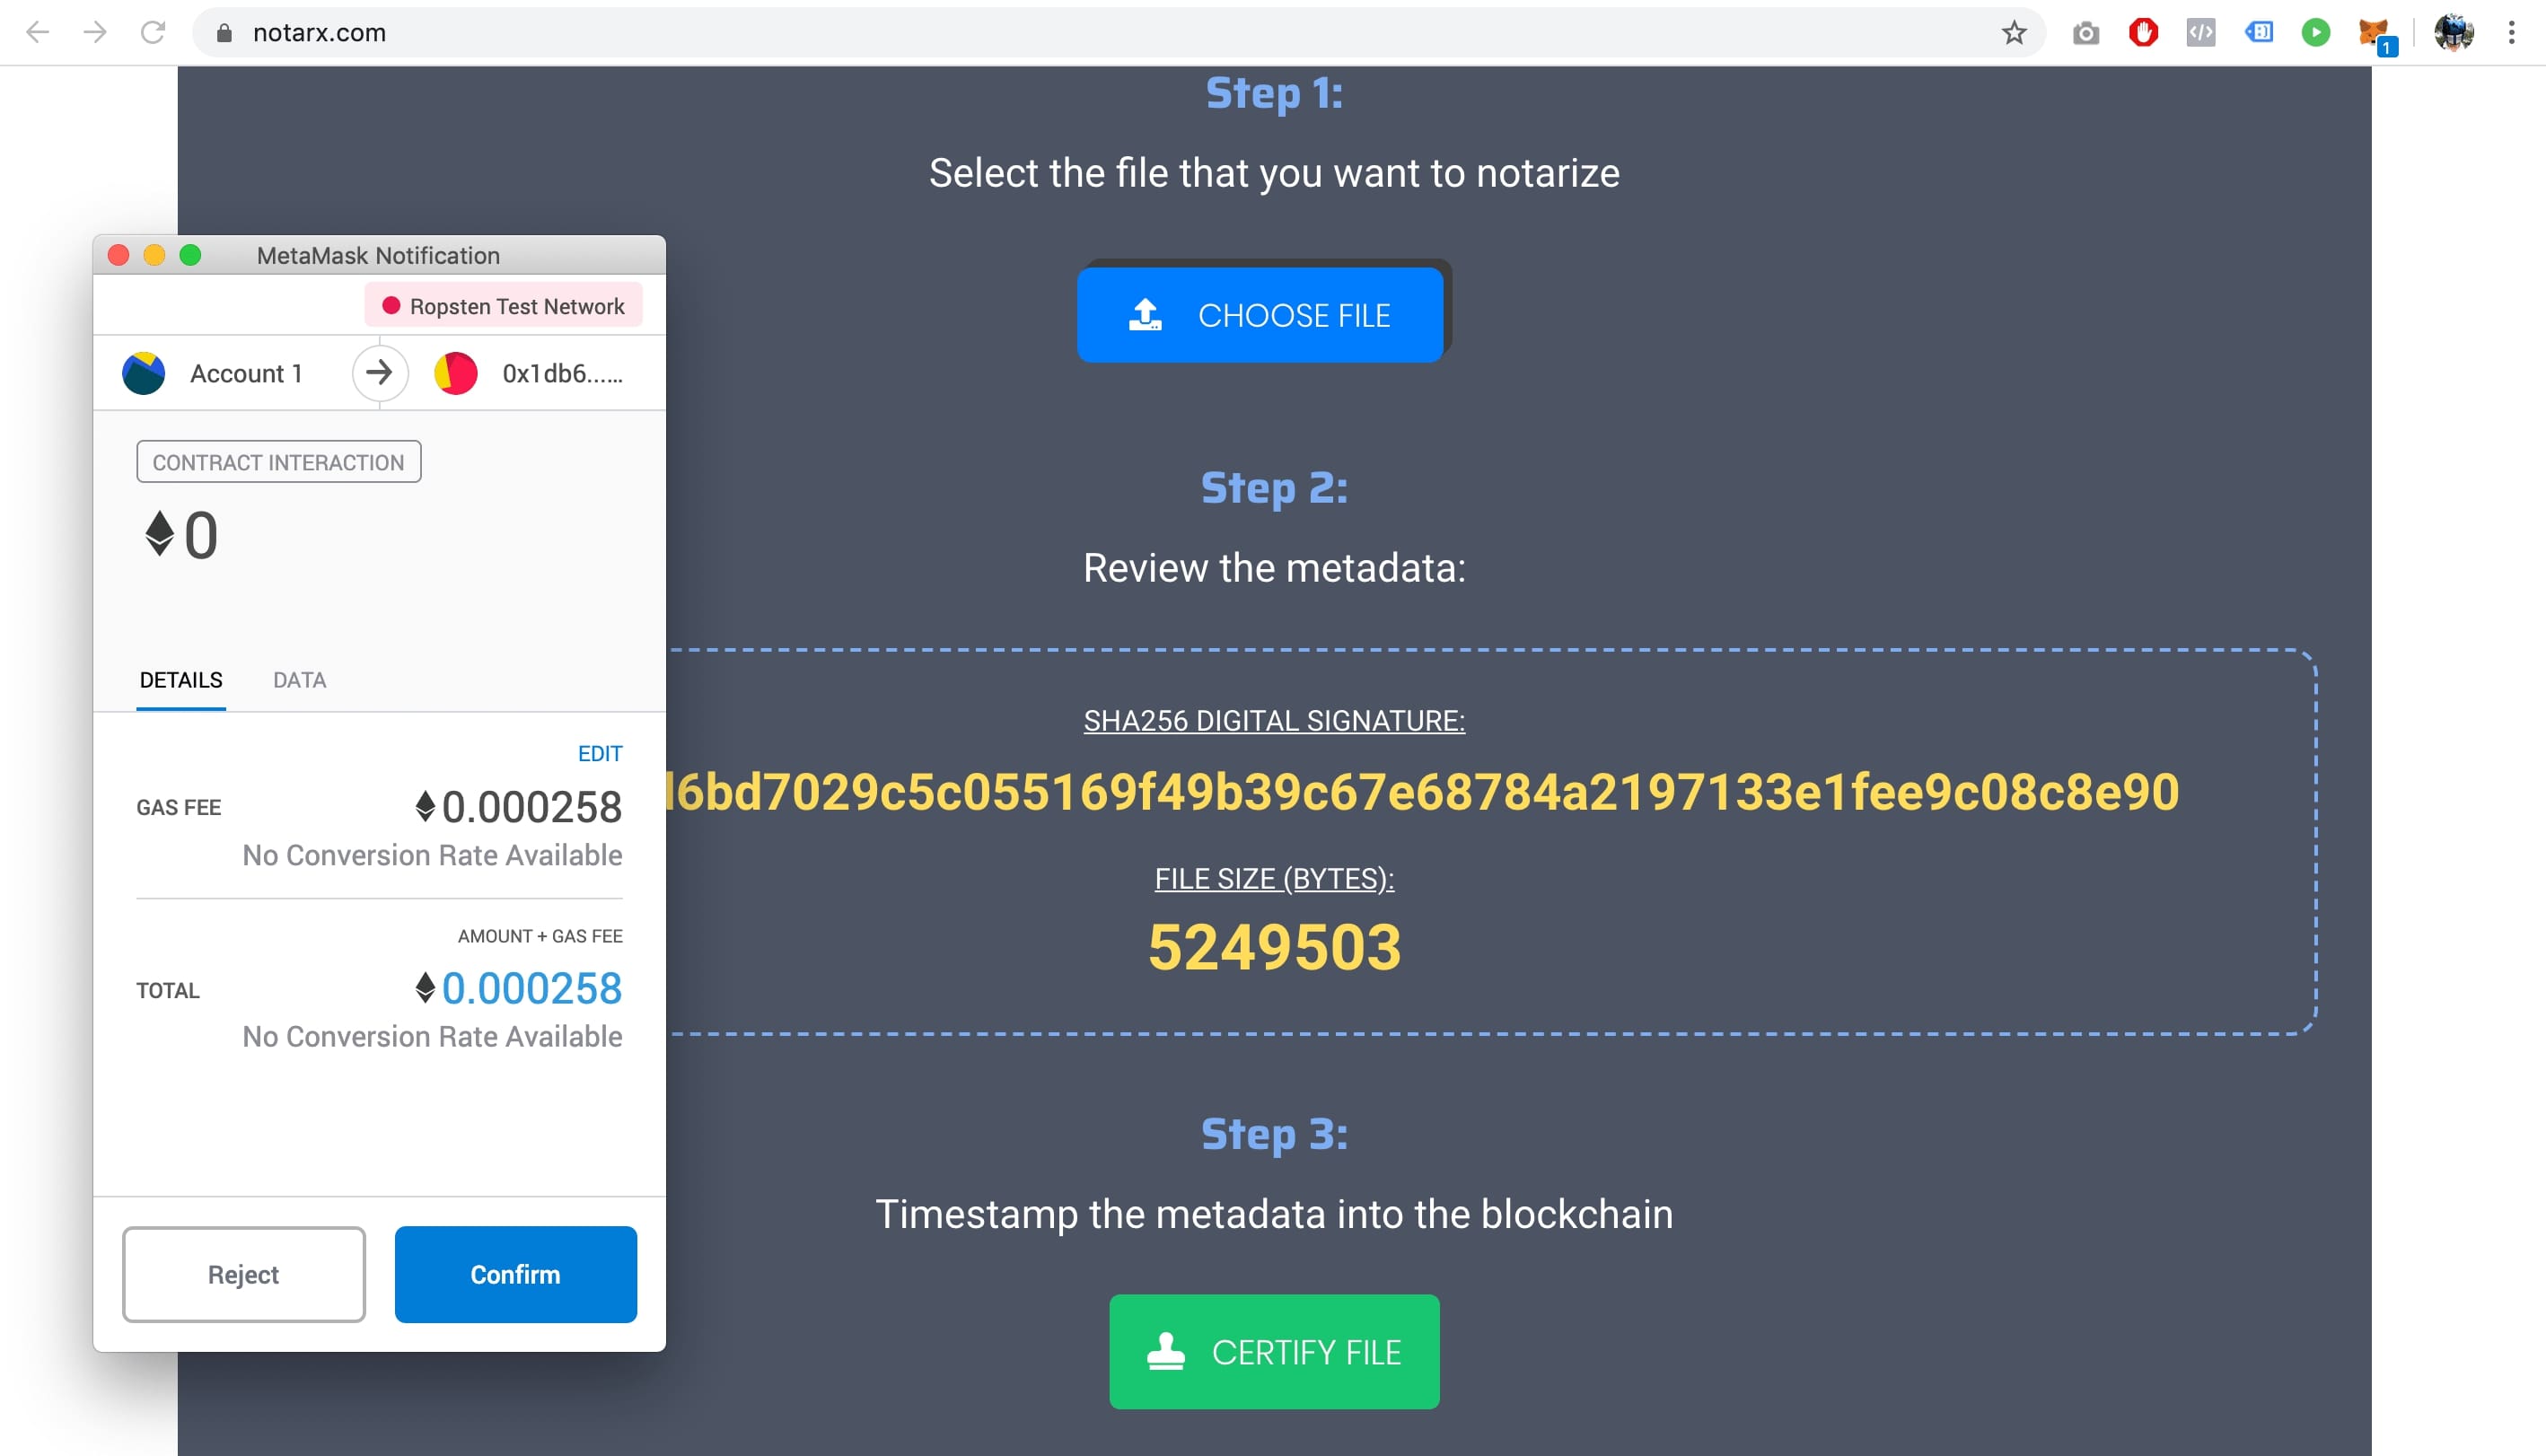 notarx.com
1
Step 1:
Select the file that you want to notarize
CHOOSE FILE
Step 2:
Review the metadata:
SHA256 DIGITAL SIGNATURE:
6bd7029c5c055169f49b39c67e68784a2197133e1fee9c08c8e90
FILE SIZE (BYTES):
5249503
Step 3:
Timestamp the metadata into the blockchain
CERTIFY FILE
MetaMask Notification
Ropsten Test Network
Account 1
0x1db6...…
CONTRACT INTERACTION
0
DETAILS DATA
EDIT
GAS FEE 0.000258
No Conversion Rate Available
AMOUNT + GAS FEE
TOTAL 0.000258
No Conversion Rate Available
Reject Confirm